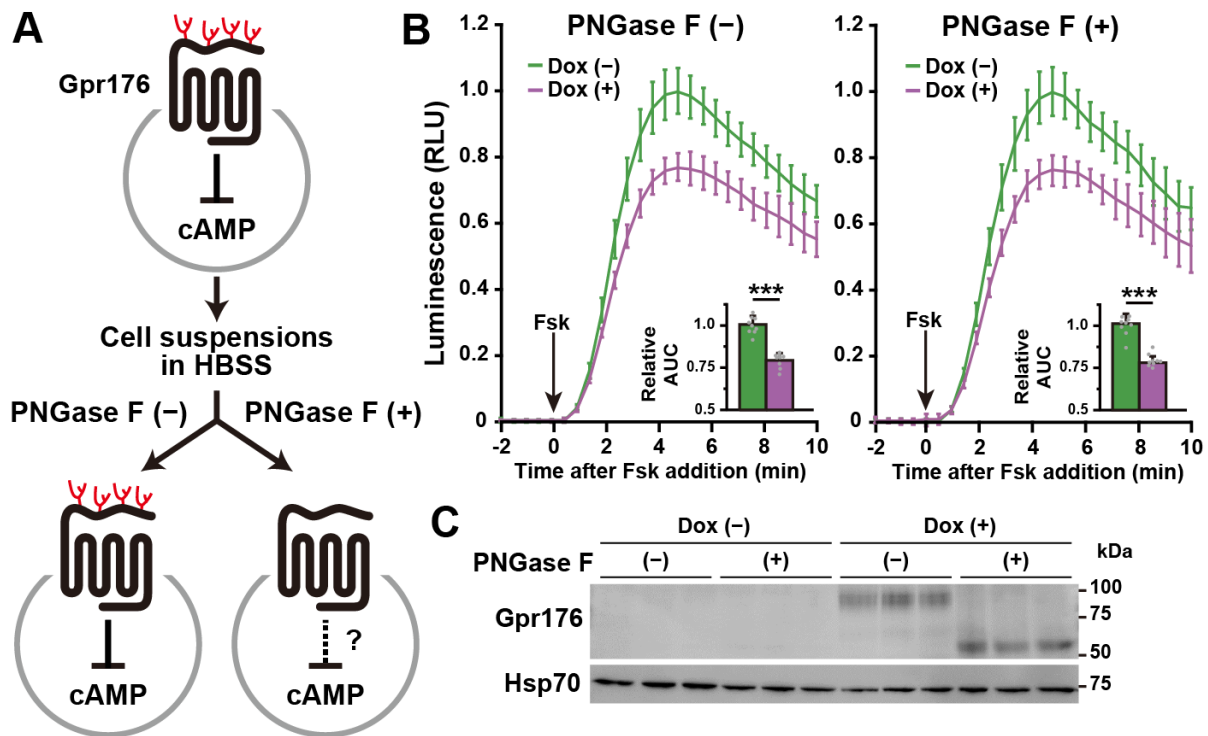 A
Gpr176
cAMP
Cell suspensions
in HBSS
PNGase F (−)
PNGase F (+)
cAMP
?
cAMP
B
PNGase F (−)
Luminescence (RLU)
1.2
1.0
0.8
0.6
0.4
0.2
0
Dox (−)
Dox (+)
Fsk
***
Relative
AUC
1.0
0.75
0.5
-2
0
2
4
6
8
10
Time after Fsk addition (min)
PNGase F (+)
1.2
1.0
0.8
0.6
0.4
0.2
0
Dox (−)
Dox (+)
Fsk
***
Relative
AUC
1.0
0.75
0.5
-2
0
2
4
6
8
10
Time after Fsk addition (min)
C
Dox (−)
Dox (+)
kDa
PNGase F
(−)
(+)
(−)
(+)
Gpr176
100
75
50
Hsp70
75